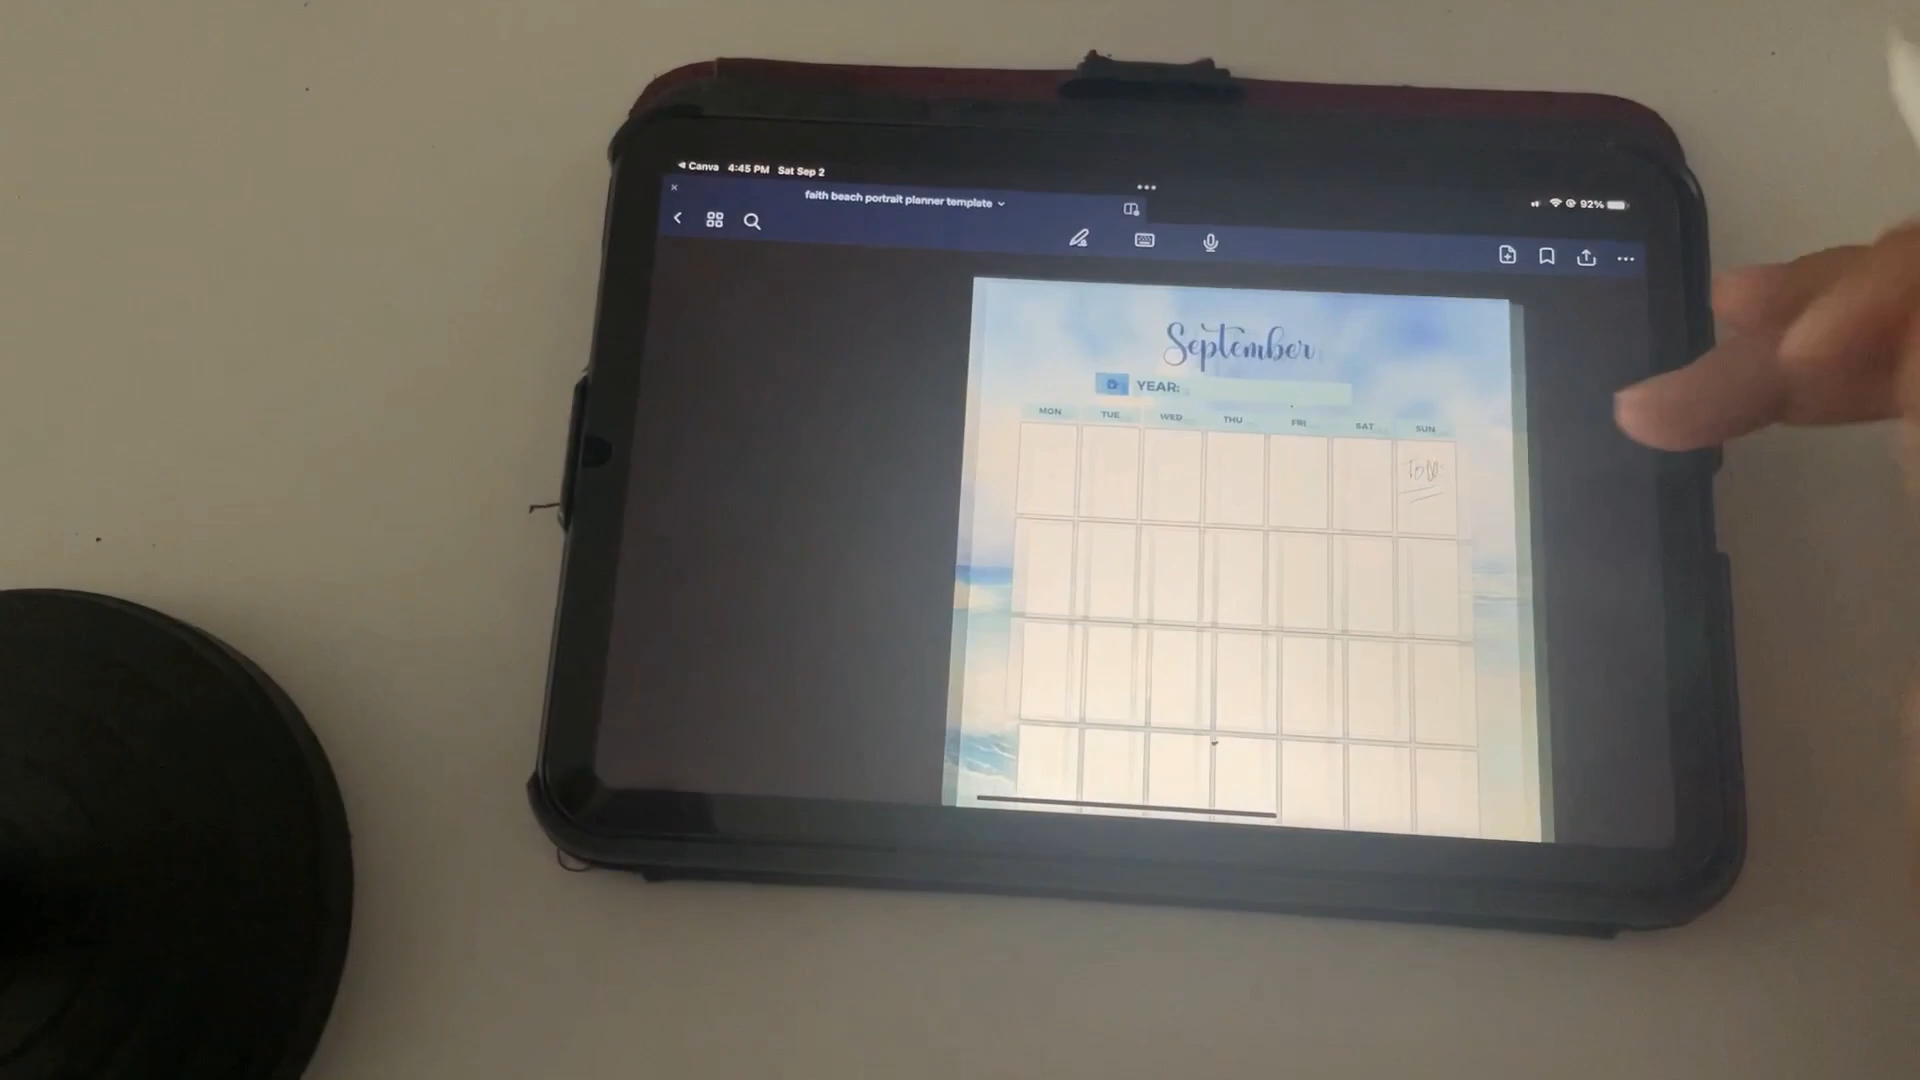 Canva 4:45 PM Sat Sep 2
92%
faith beach portrait planner template
September
YEAR:
MON TUE WED THU FRI SAT SUN